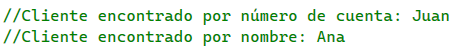 //Cliente encontrado por número de cuenta: Juan
//Cliente encontrado por nombre: Ana